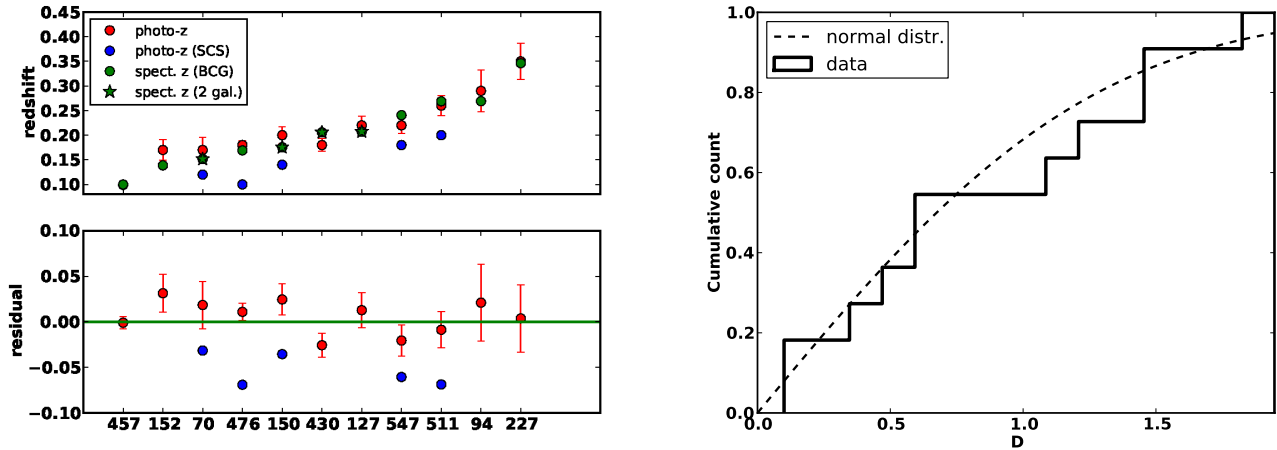 0.45
0.40
0.35
0.30
0.25
0.20
0.15
0.10
redshift
photo-z
photo-z (SCS)
spect. z (BCG)
spect. z (2 gal.)
0.10
0.05
0.00
−0.05
−0.10
residual
457 152 70 476 150 430 127 547 511 94 227
1.0
0.8
0.6
0.4
0.2
0.0
Cumulative count
normal distr.
data
0.0 0.5 1.0 1.5
D